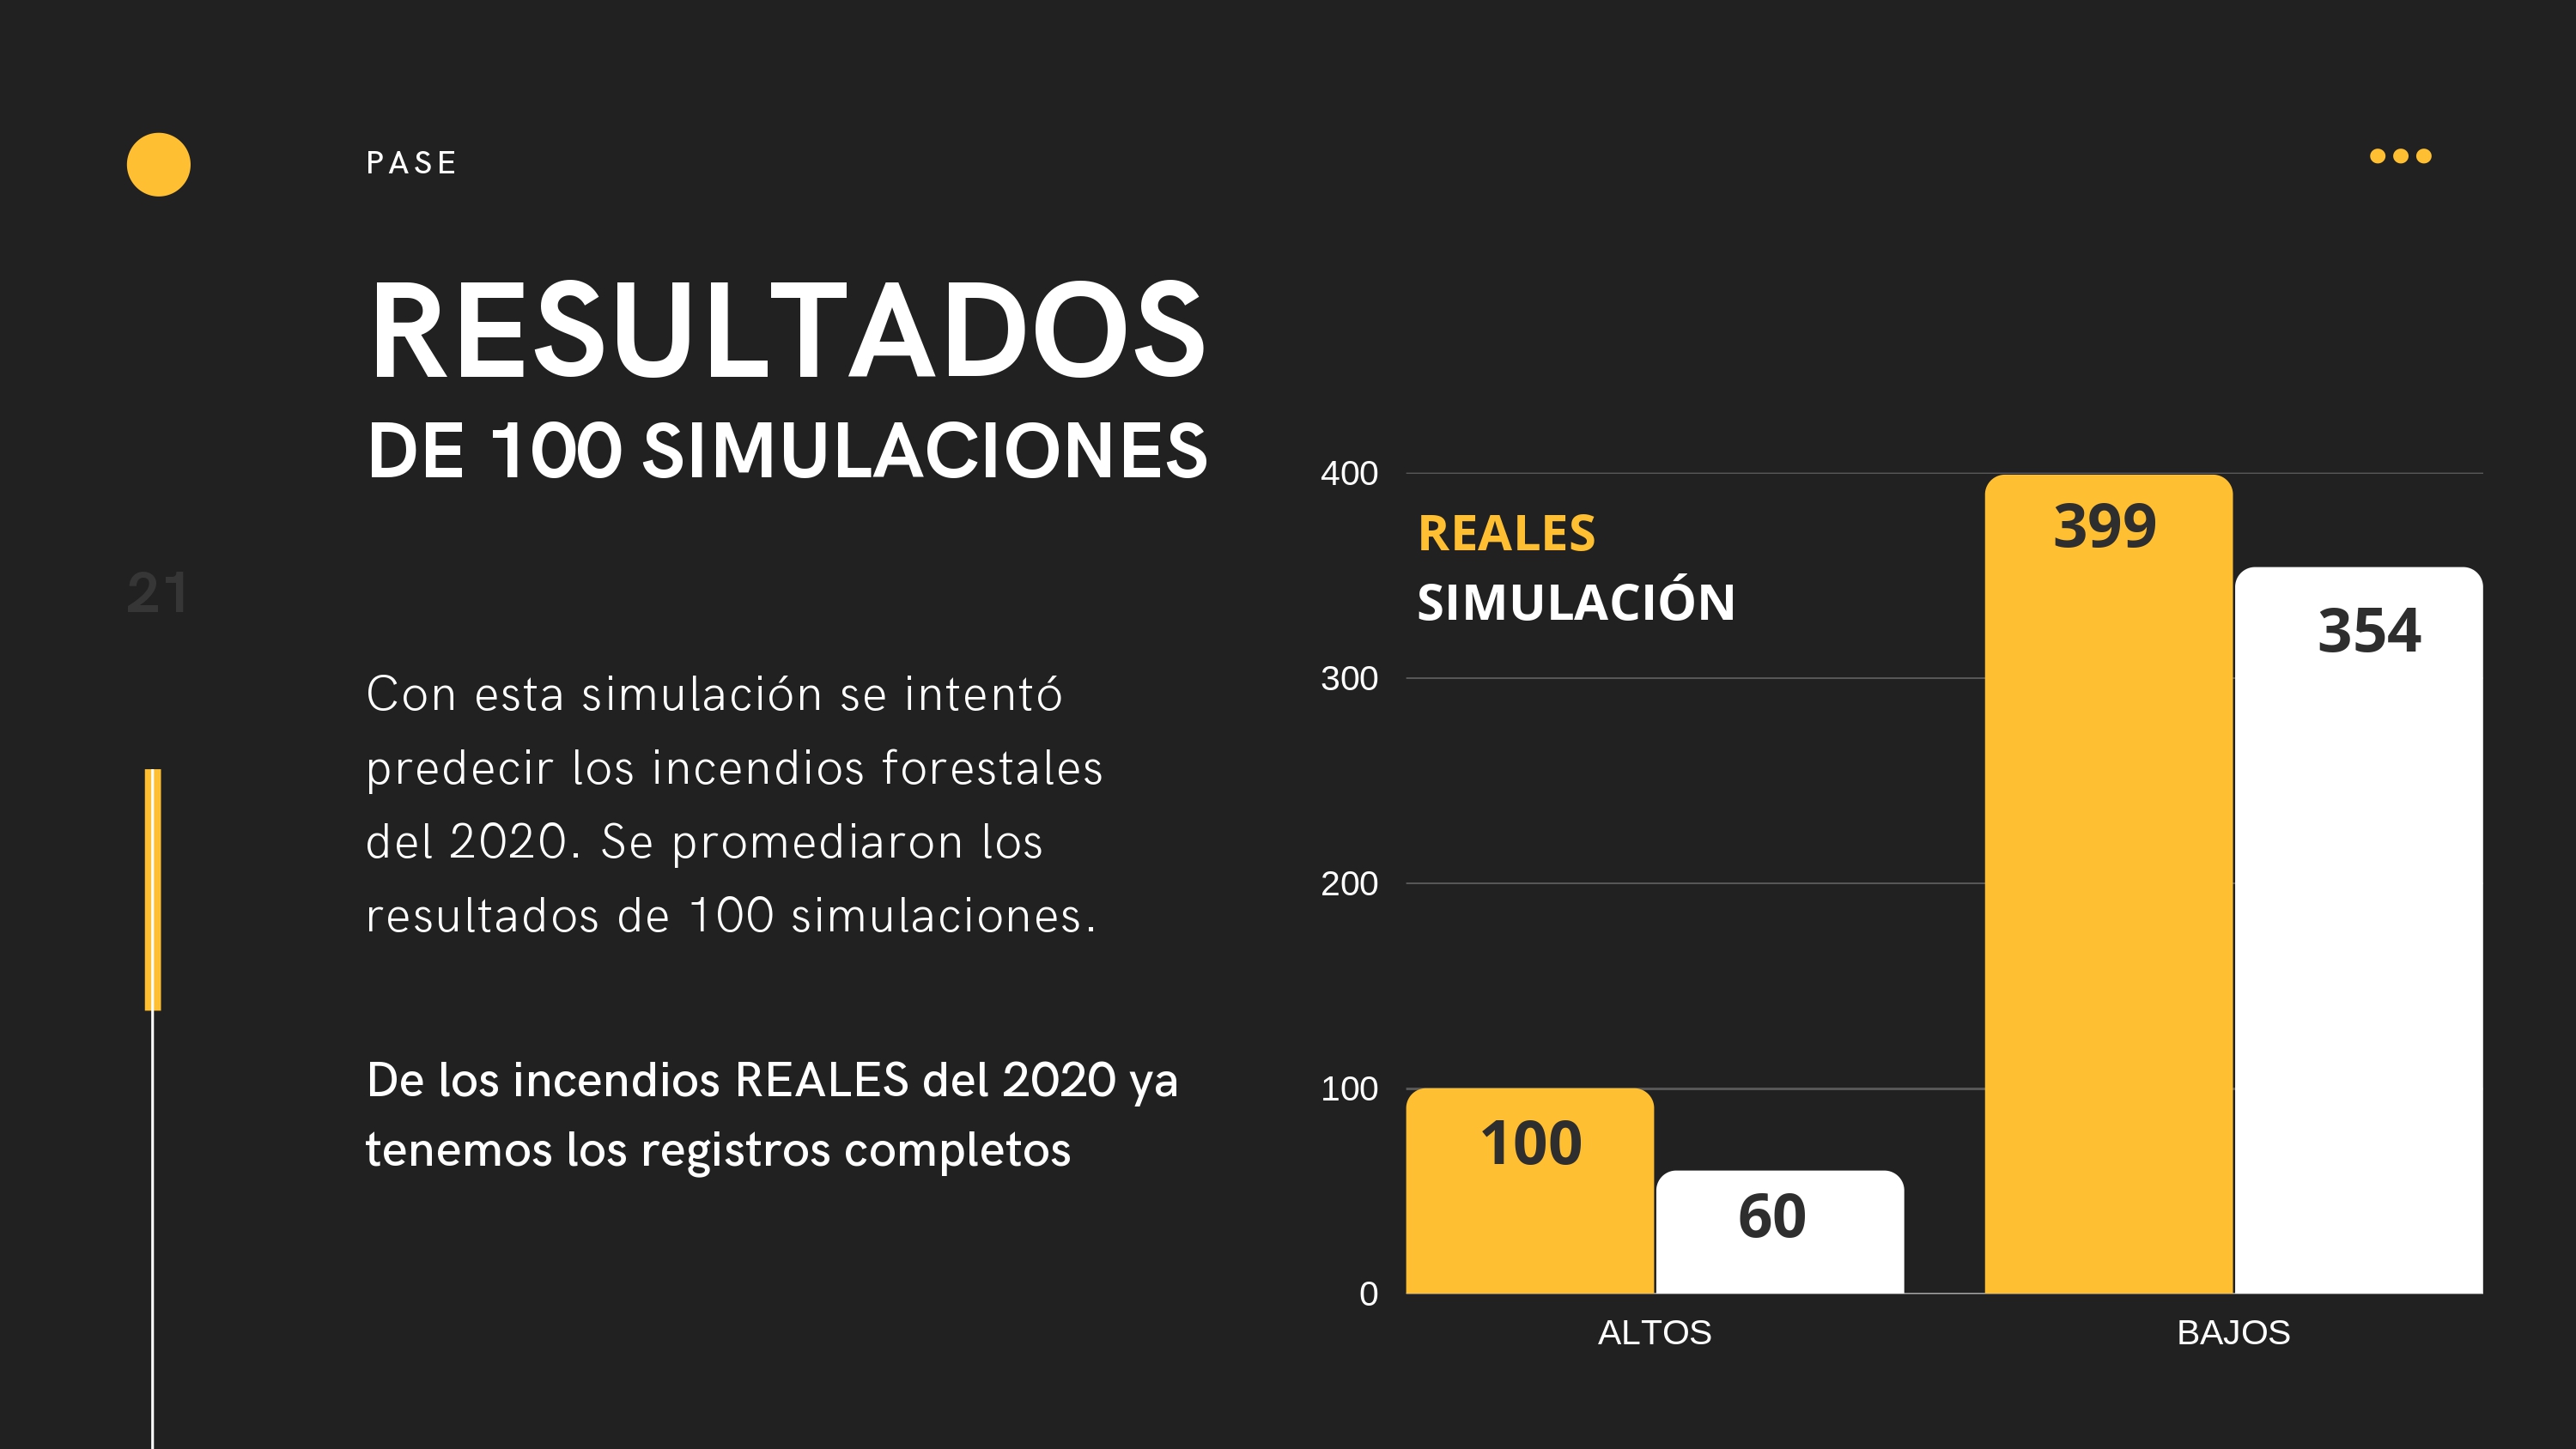 PASE
RESULTADOS
DE 100 SIMULACIONES
21
Con esta simulación se intentó
predecir los incendios forestales
del 2020. Se promediaron los
resultados de 100 simulaciones.
De los incendios REALES del 2020 ya
tenemos los registros completos
400
REALES
SIMULACIÓN
399
354
300
200
100
100
60
0
ALTOS
BAJOS